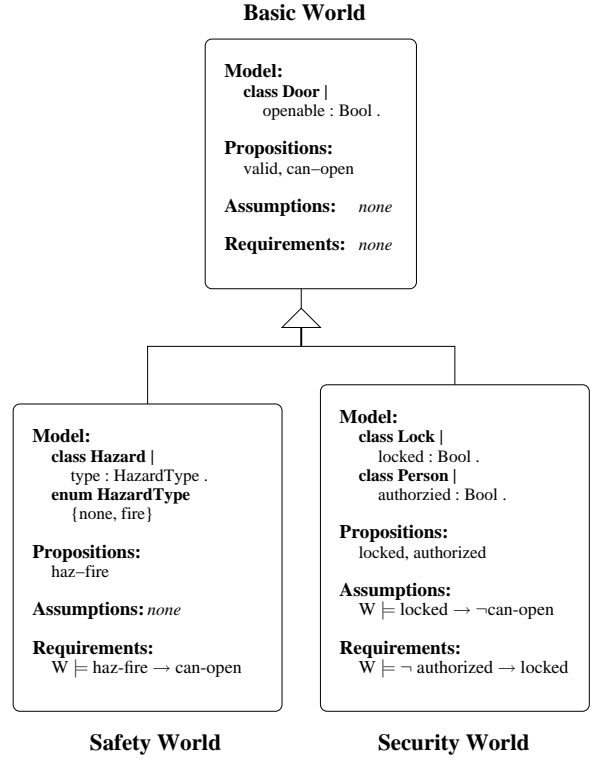 Basic World
Model:
class Door |
openable : Bool .
Propositions:
valid, can−open
Assumptions: none
Requirements: none
Model:
class Hazard |
type : HazardType .
enum HazardType
{none, fire}
Propositions:
haz−fire
Assumptions: none
Requirements:
W ⊨ haz-fire → can-open
Safety World
Model:
class Lock |
locked : Bool .
class Person |
authorzied : Bool .
Propositions:
locked, authorized
Assumptions:
W ⊨ locked → ¬can-open
Requirements:
W ⊨ ¬ authorized → locked
Security World